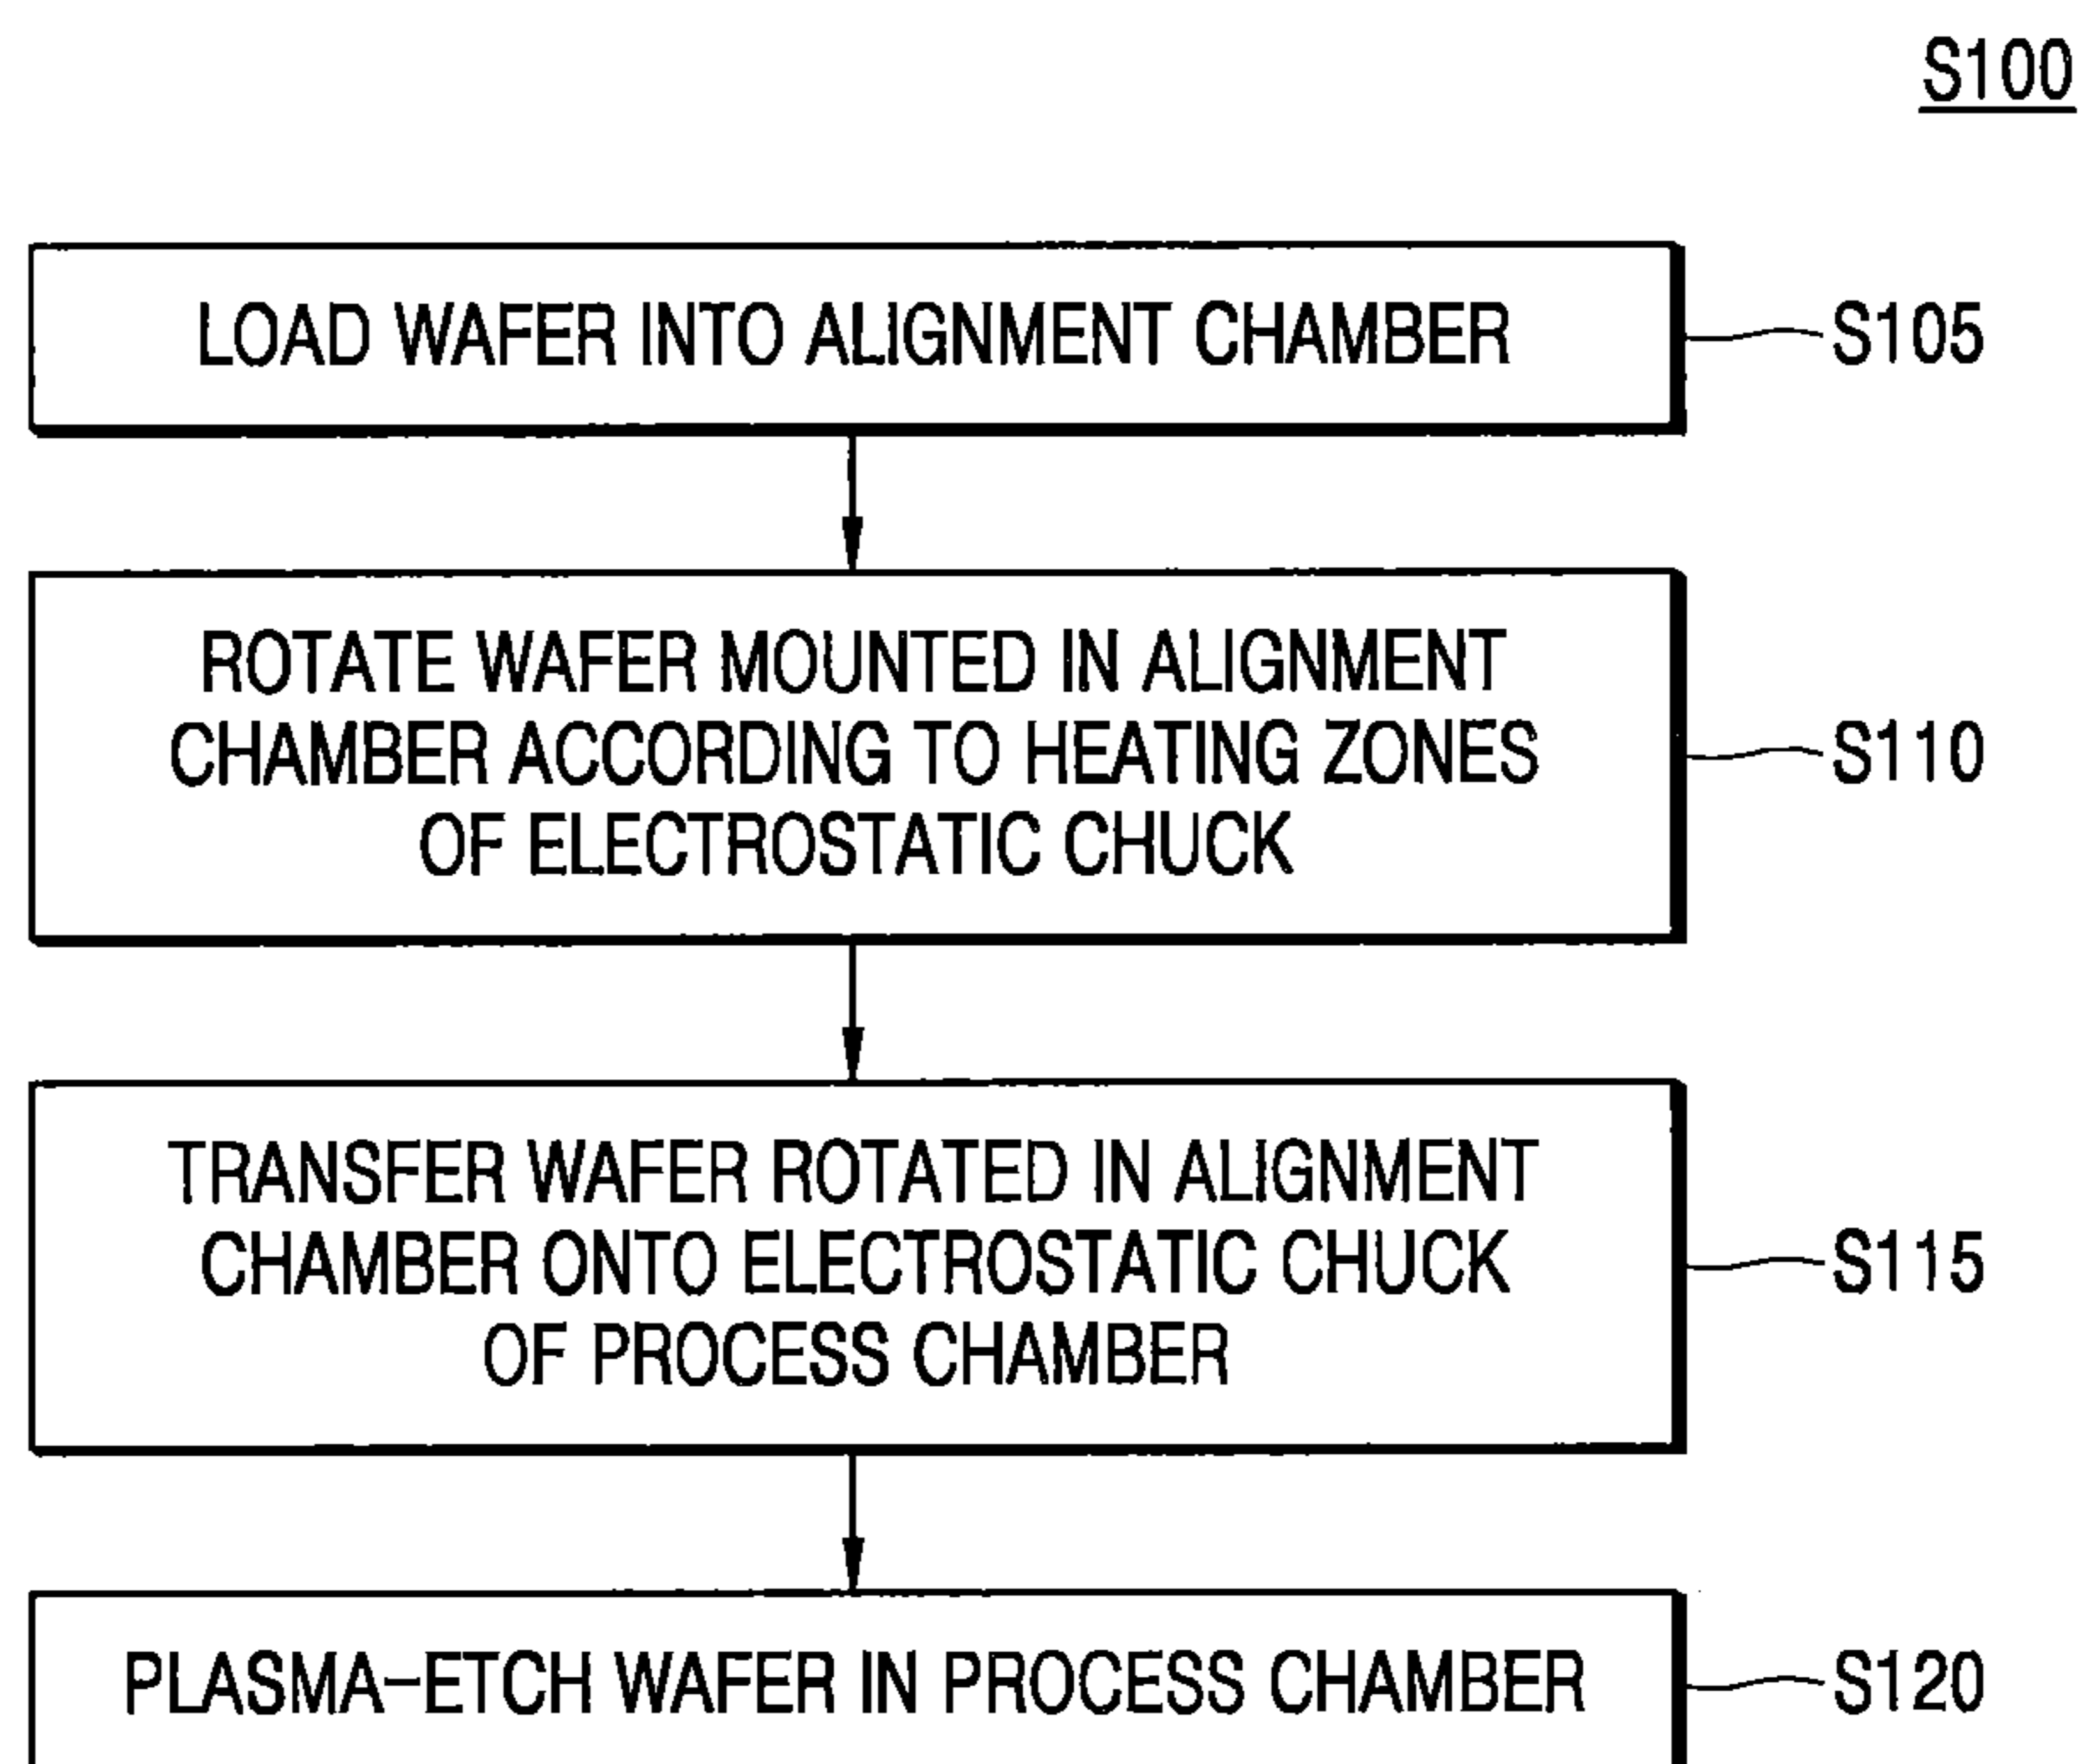 S100
LOAD WAFER INTO ALIGNMENT CHAMBER
S105
ROTATE WAFER MOUNTED IN ALIGNMENT
CHAMBER ACCORDING TO HEATING ZONES
OF ELECTROSTATIC CHUCK
S110
TRANSFER WAFER ROTATED IN ALIGNMENT
CHAMBER ONTO ELECTROSTATIC CHUCK
OF PROCESS CHAMBER
S115
PLASMA-ETCH WAFER IN PROCESS CHAMBER
S120